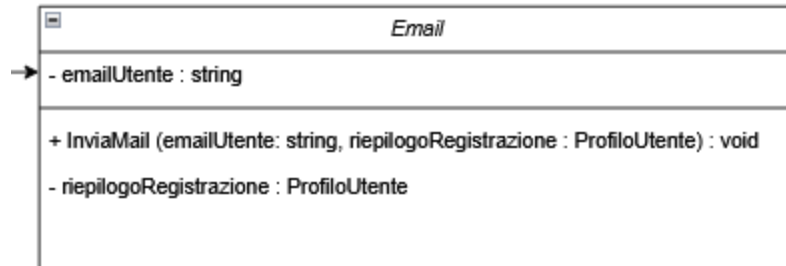 Email
- emailUtente : string
+ InviaMail (emailUtente: string, riepilogoRegistrazione : ProfiloUtente) : void
- riepilogoRegistrazione : ProfiloUtente